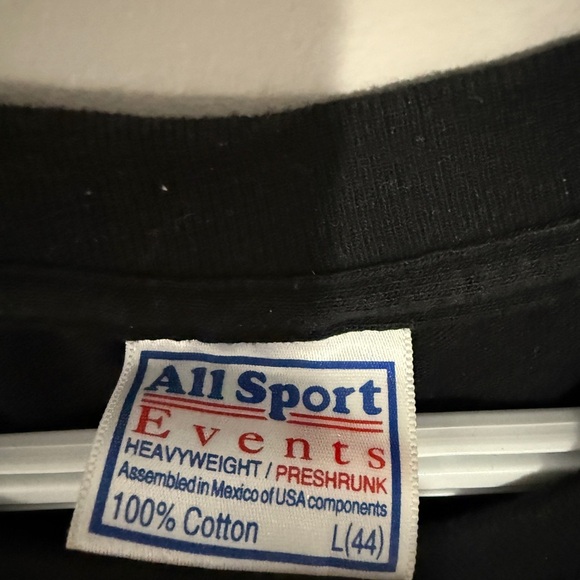 All Sport
Events
HEAVYWEIGHT / PRESHRUNK
Assembled in Mexico of USA components
100% Cotton L(44)